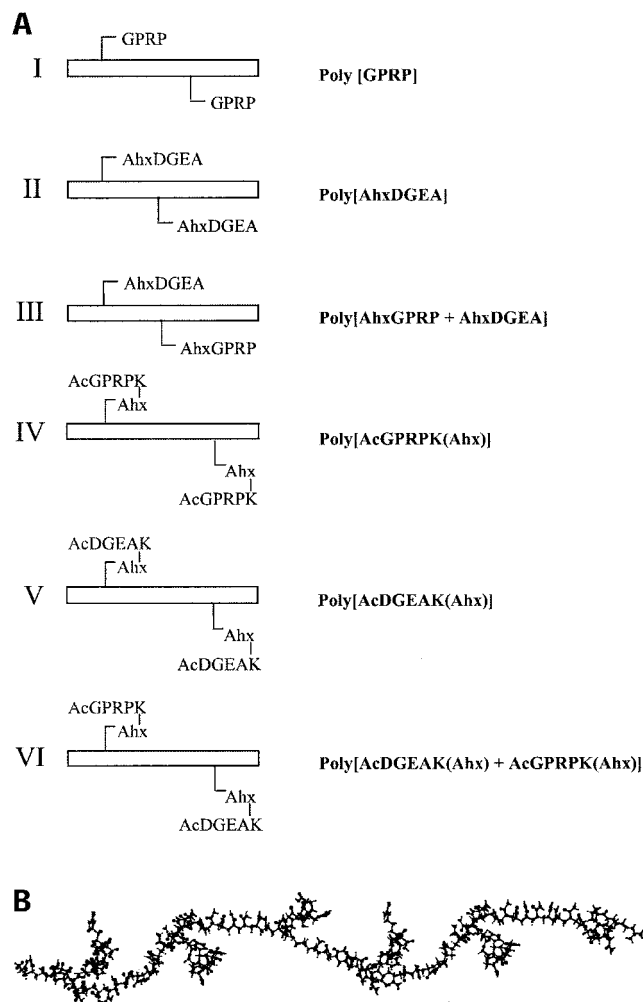 A
GPRP
I
Poly [GPRP]
GPRP
AhxDGEA
II
Poly[AhxDGEA]
AhxDGEA
AhxDGEA
III
Poly[AhxGPRP + AhxDGEA]
AhxGPRP
AcGPRPK
Ahx
IV
Poly[AcGPRPK(Ahx)]
Ahx
AcGPRPK
AcDGEAK
Ahx
V
Poly[AcDGEAK(Ahx)]
Ahx
AcDGEAK
AcGPRPK
Ahx
VI
Poly[AcDGEAK(Ahx) + AcGPRPK(Ahx)]
Ahx
AcDGEAK
B